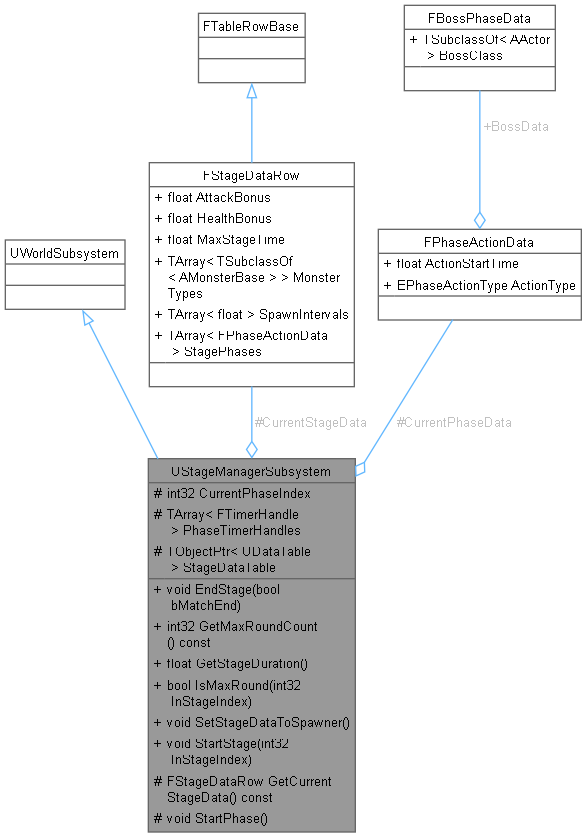 FTableRowBase
FBossPhaseData
+ TSubclassOf< AActor
> BossClass
+BossData
FStageDataRow
+ float AttackBonus
+ float HealthBonus
+ float MaxStageTime
+ TArray< TSubclassOf
< AMonsterBase > > Monster
Types
+ TArray< float > SpawnIntervals
+ TArray< FPhaseActionData
> StagePhases
UWorldSubsystem
FPhaseActionData
+ float ActionStartTime
+ EPhaseActionType ActionType
#CurrentStageData
#CurrentPhaseData
UStageManagerSubsystem
# int32 CurrentPhaseIndex
# TArray< FTimerHandle
> PhaseTimerHandles
# TObjectPtr< UDataTable
> StageDataTable
+ void EndStage(bool
bMatchEnd)
+ int32 GetMaxRoundCount
() const
+ float GetStageDuration()
+ bool IsMaxRound(int32
InStageIndex)
+ void SetStageDataToSpawner()
+ void StartStage(int32
InStageIndex)
# FStageDataRow GetCurrent
StageData() const
# void StartPhase()